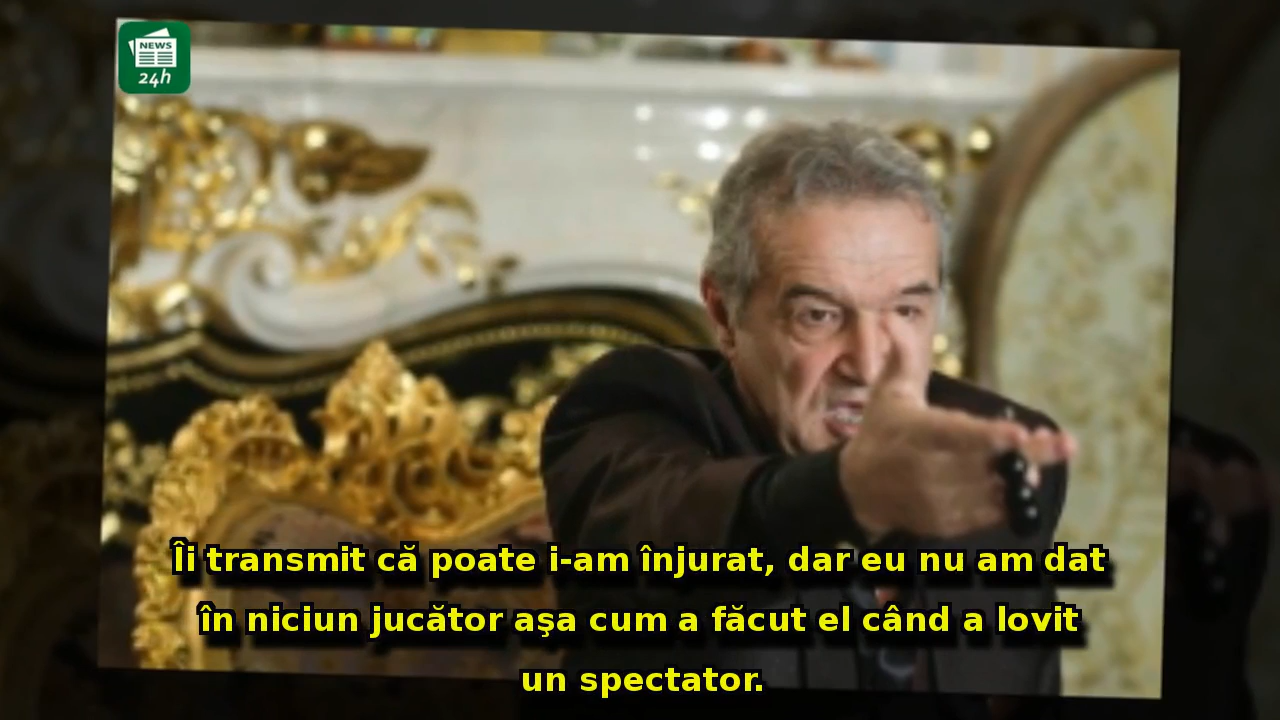 NEWS
24h
Îi transmit că poate i-am înjurat, dar eu nu am dat
în niciun jucător aşa cum a făcut el când a lovit
un spectator.